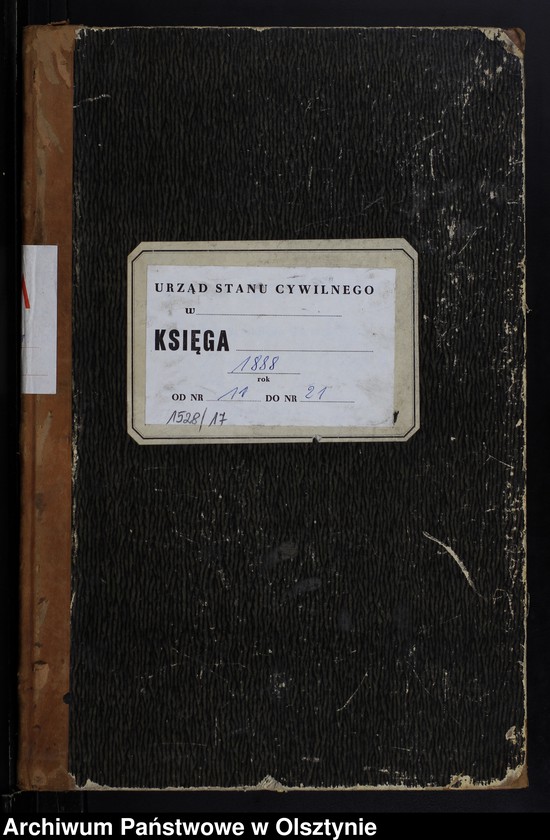 URZĄD STANU CYWILNEGO
w
KSIĘGA
1888
rok
OD NR 11 DO NR 21
1528/17
Archiwum Państwowe w Olsztynie